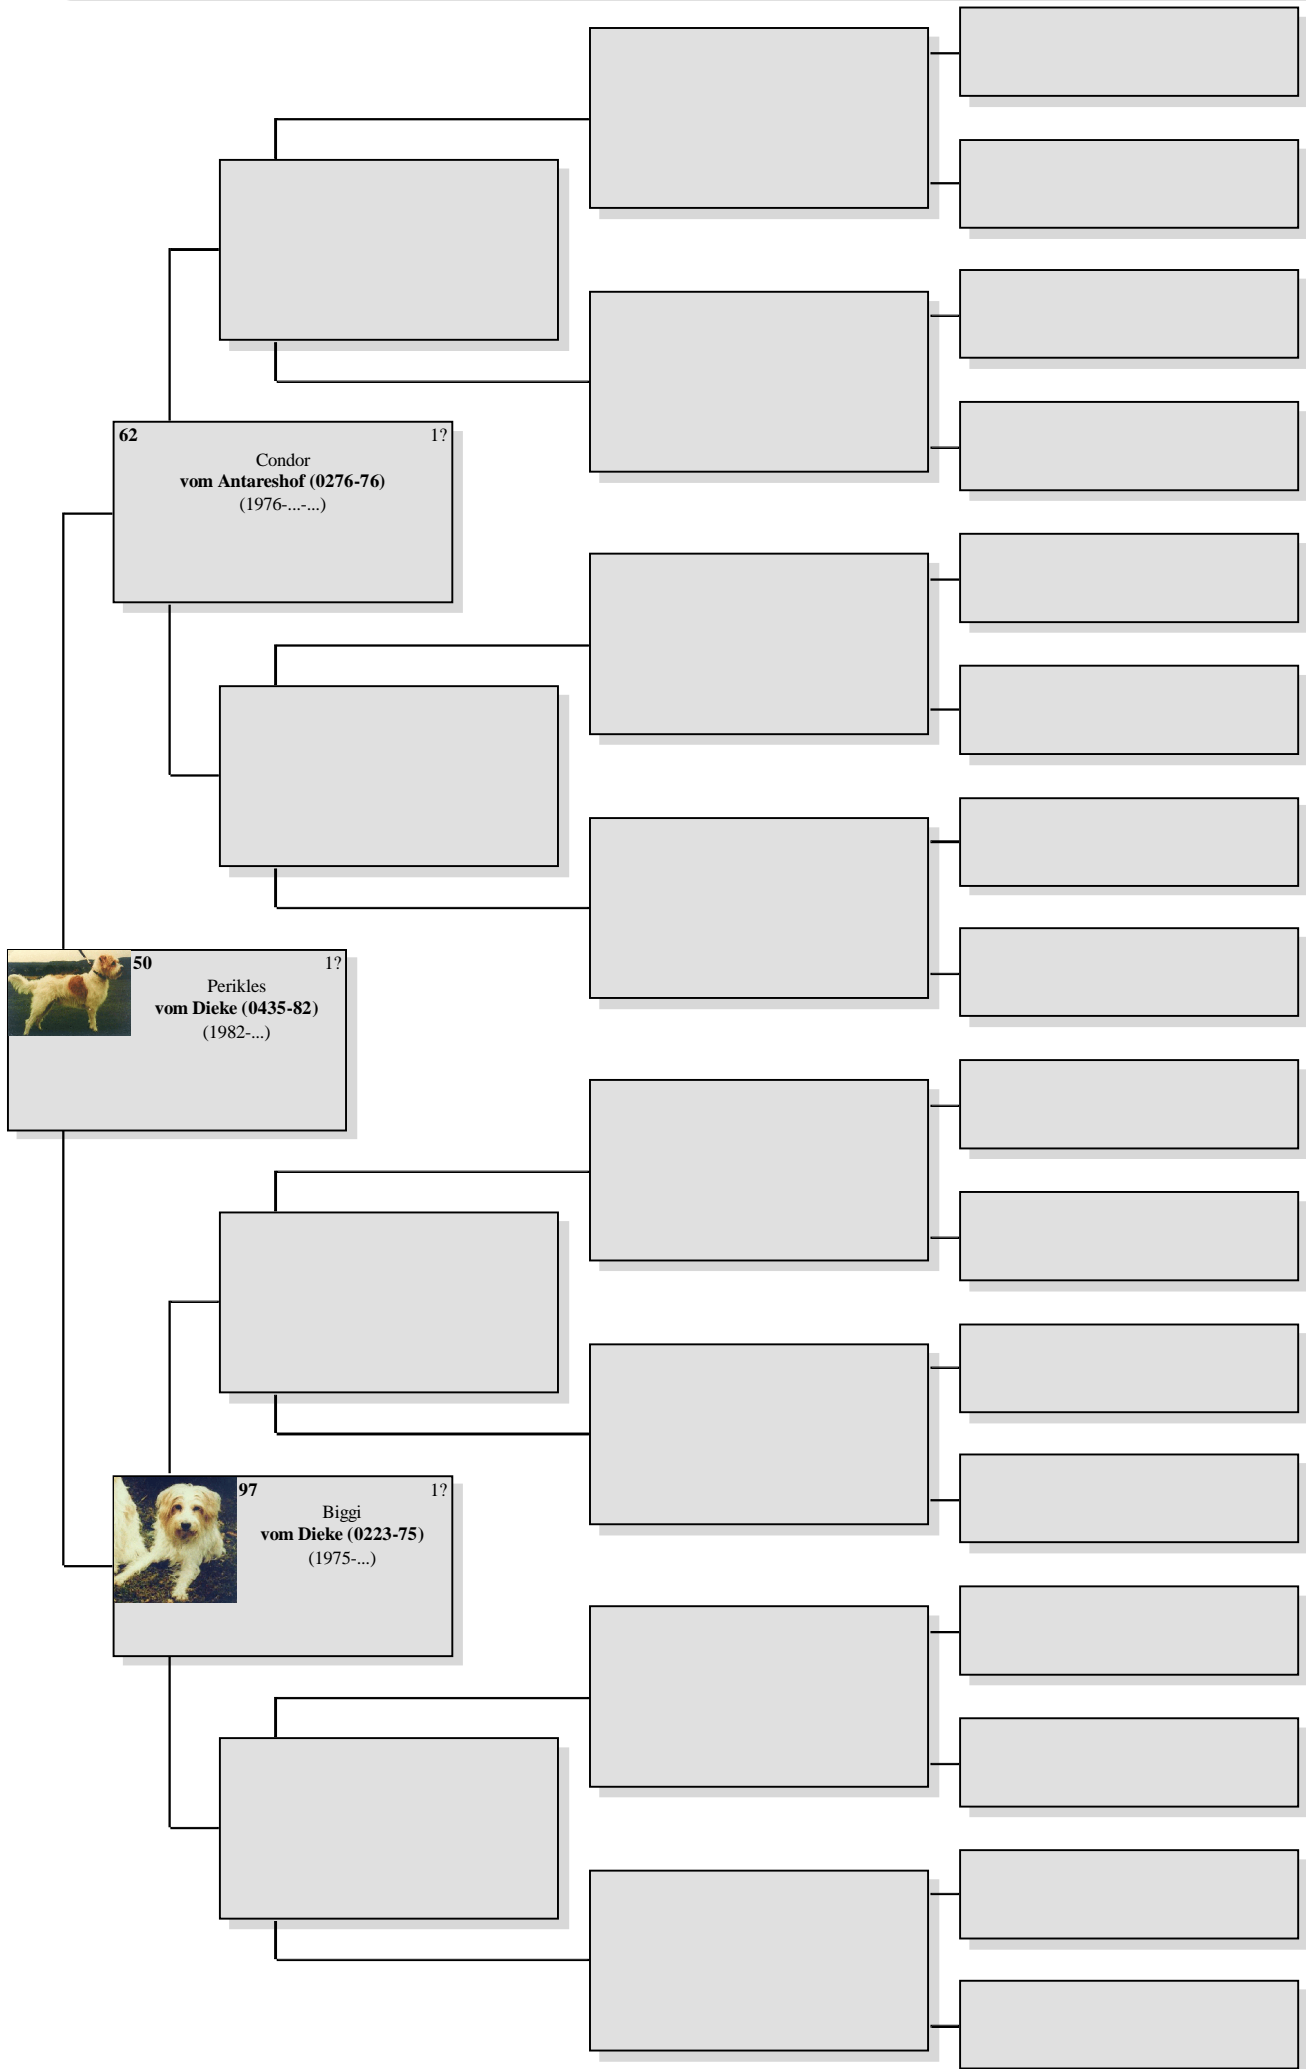 62 1?
Condor
vom Antareshof (0276-76)
(1976-...-...)
50 1?
Perikles
vom Dieke (0435-82)
(1982-...)
97 1?
Biggi
vom Dieke (0223-75)
(1975-...)